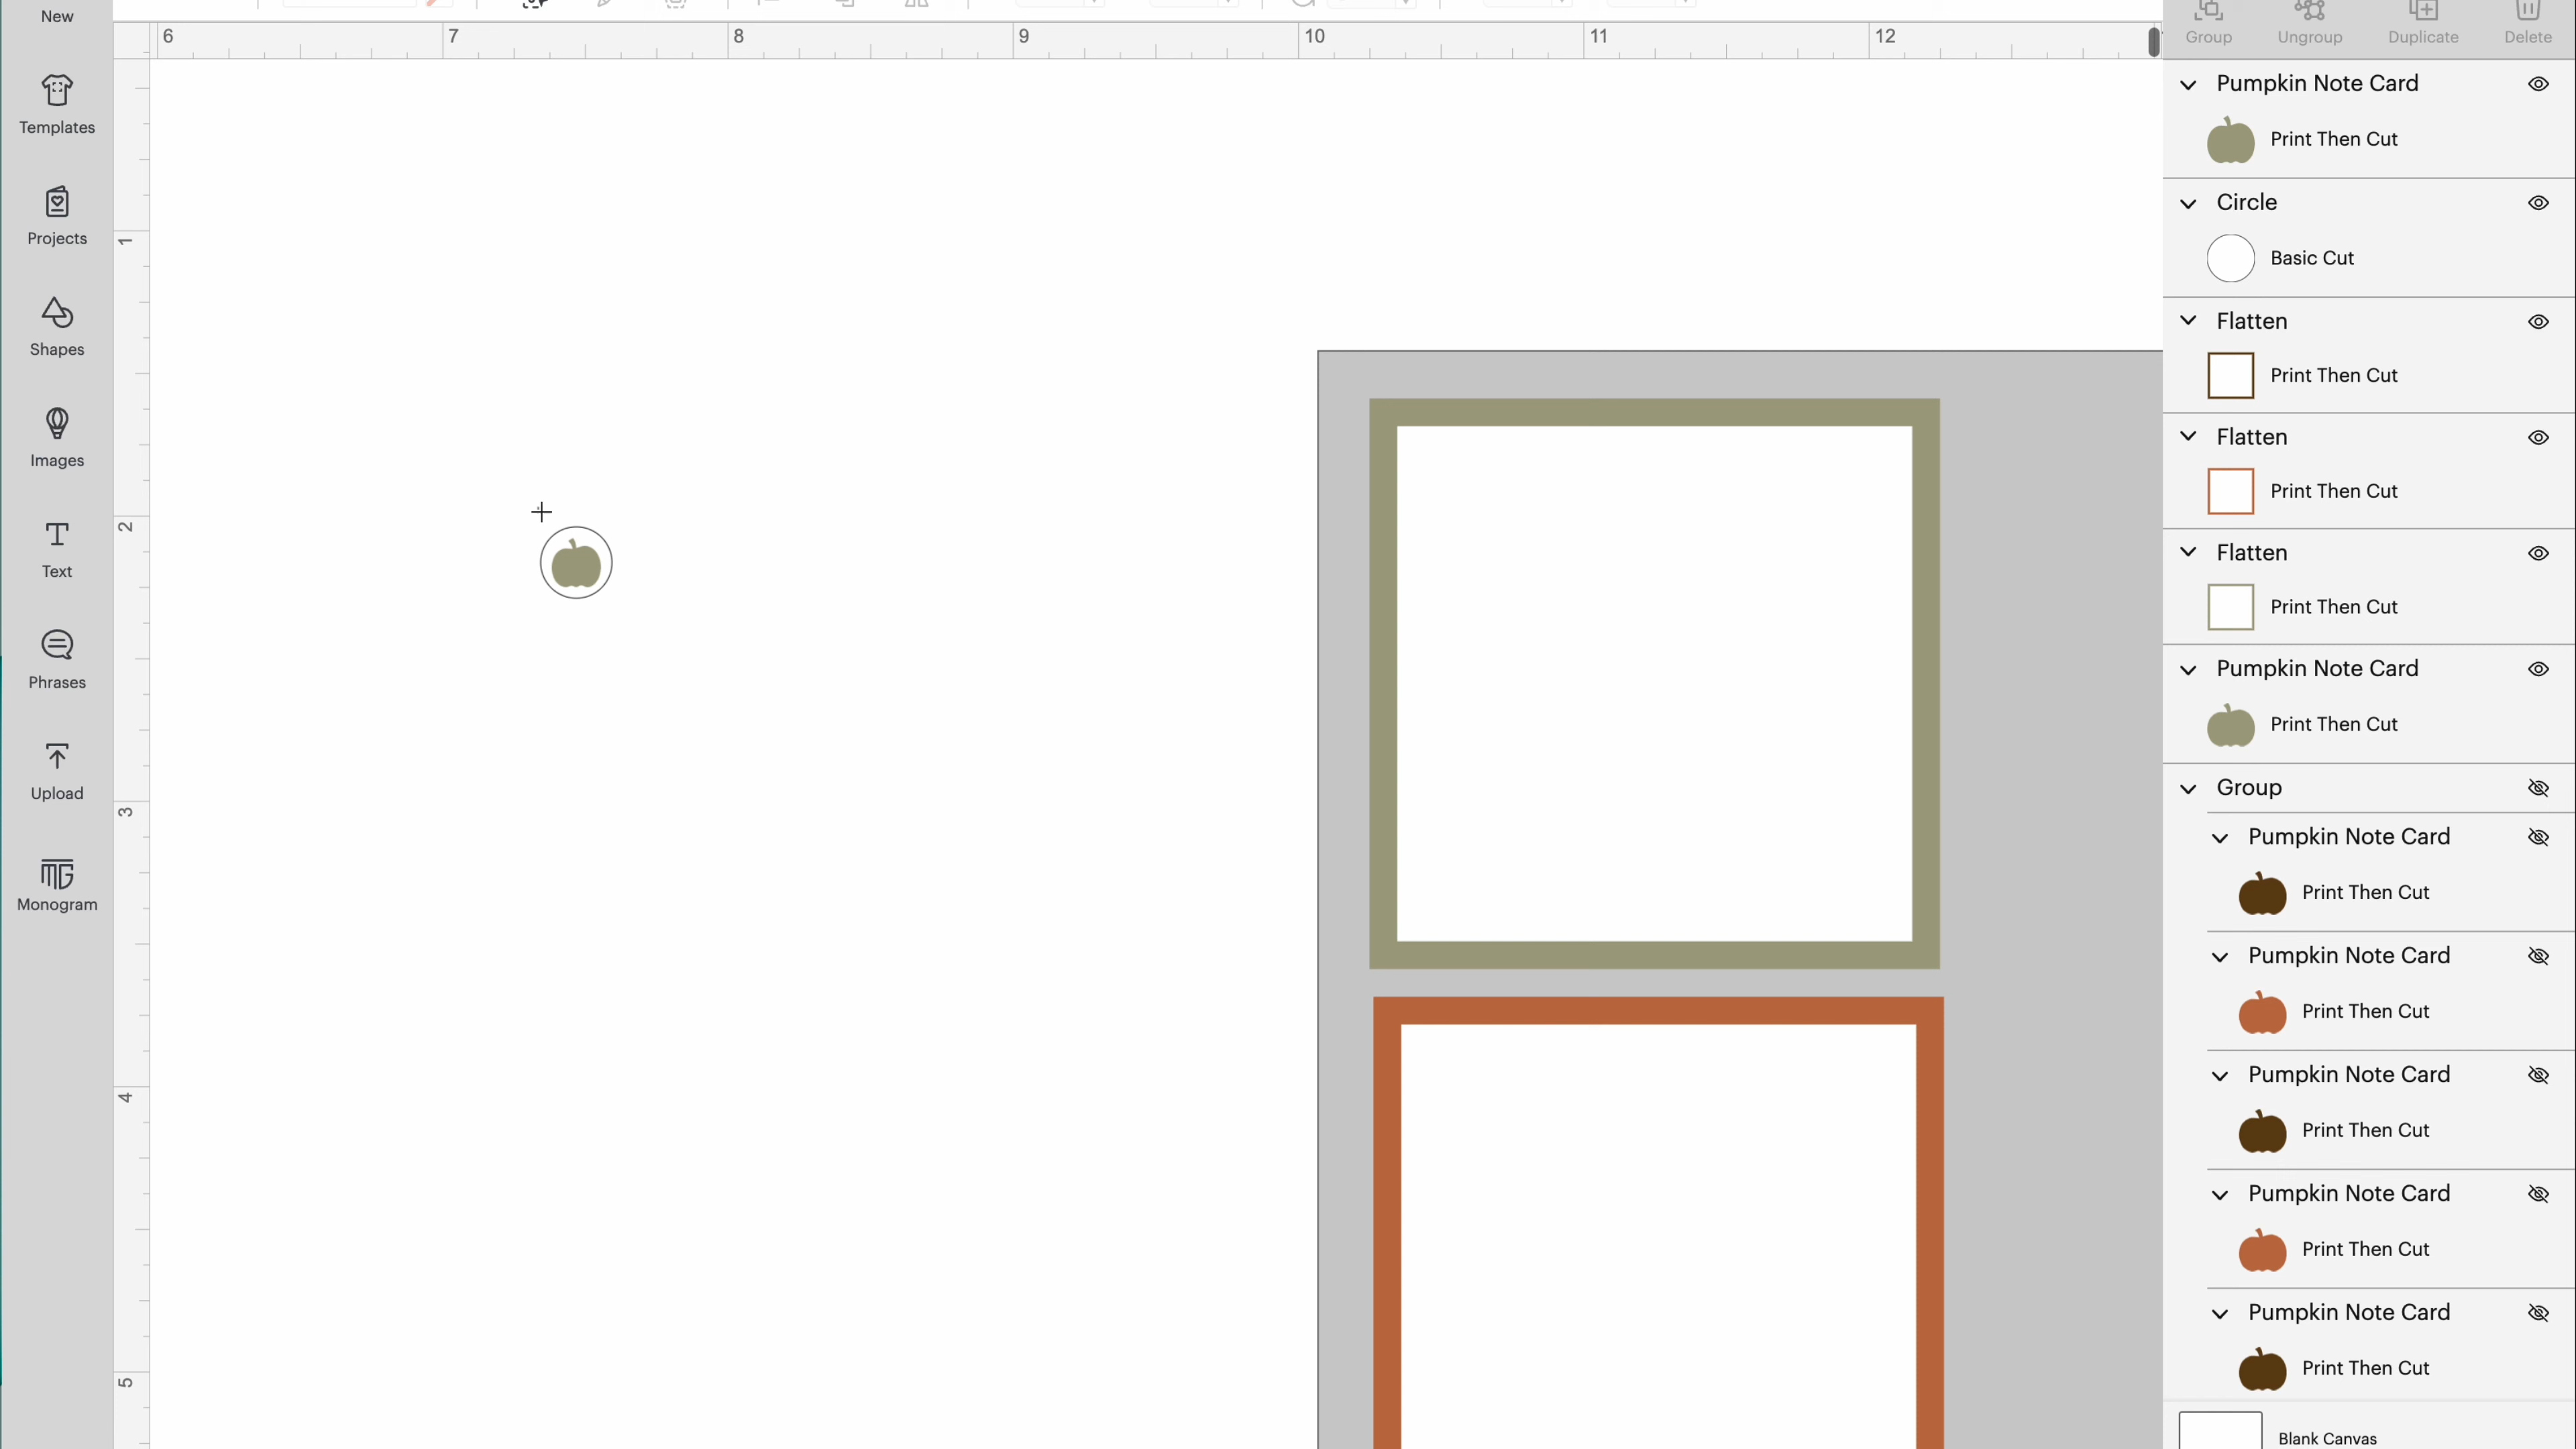 New
Templates
Projects
Shapes
Images
Text
Phrases
Upload
Monogram
6 7 8 9 10 11 12
1
2
3
4
5
Group Ungroup Duplicate Delete
Pumpkin Note Card
Print Then Cut
Circle
Basic Cut
Flatten
Print Then Cut
Flatten
Print Then Cut
Flatten
Print Then Cut
Pumpkin Note Card
Print Then Cut
Group
Pumpkin Note Card
Print Then Cut
Pumpkin Note Card
Print Then Cut
Pumpkin Note Card
Print Then Cut
Pumpkin Note Card
Print Then Cut
Pumpkin Note Card
Print Then Cut
Blank Canvas